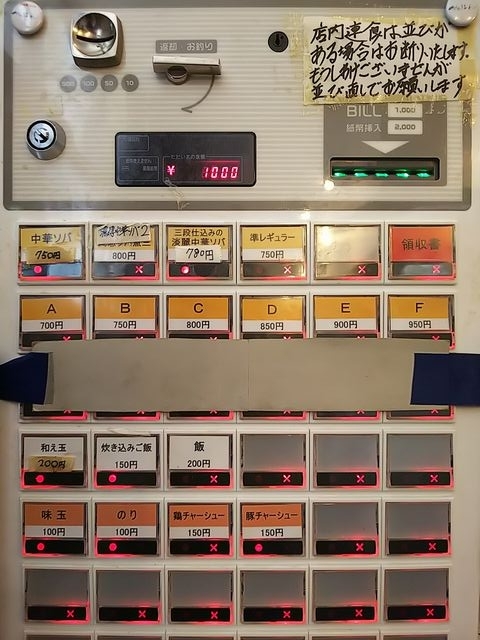 店内連食は並びが
ある場合はお断りいたします。
もうしわけございませんが
並び直しでお願いします
返却 お釣り
500 100 50 10
BILL 1,000
紙幣挿入 2,000
¥ 1000
中華ソバ
750円
800円
三段仕込みの
淡麗中華ソバ
790円
準レギュラー
750円
領収書
A
700円
B
750円
C
800円
D
850円
E
900円
F
950円
和え玉
200円
炊き込みご飯
150円
飯
200円
味玉
100円
のり
100円
鶏チャーシュー
150円
豚チャーシュー
150円